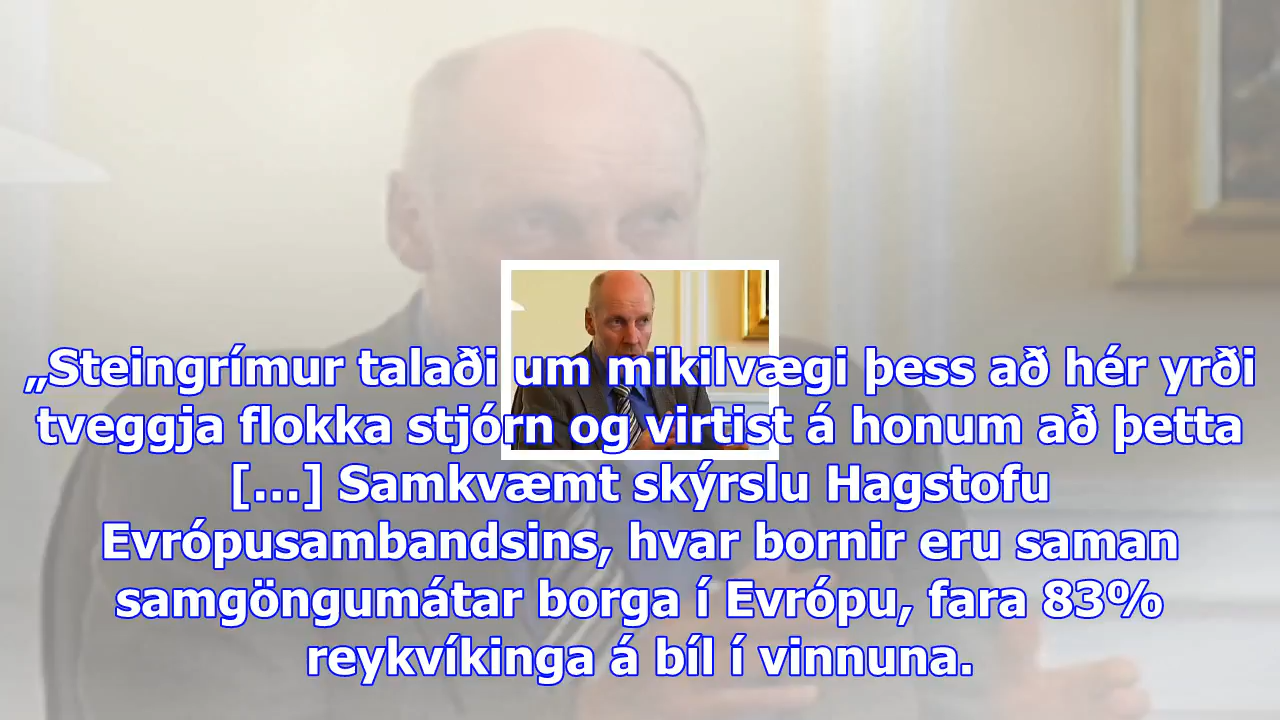 „Steingrímur talaði um mikilvægi þess að hér yrði
tveggja flokka stjórn og virtist á honum að þetta
[...] Samkvæmt skýrslu Hagstofu
Evrópusambandsins, hvar bornir eru saman
samgöngumátar borga í Evrópu, fara 83%
reykvíkinga á bíl í vinnuna.